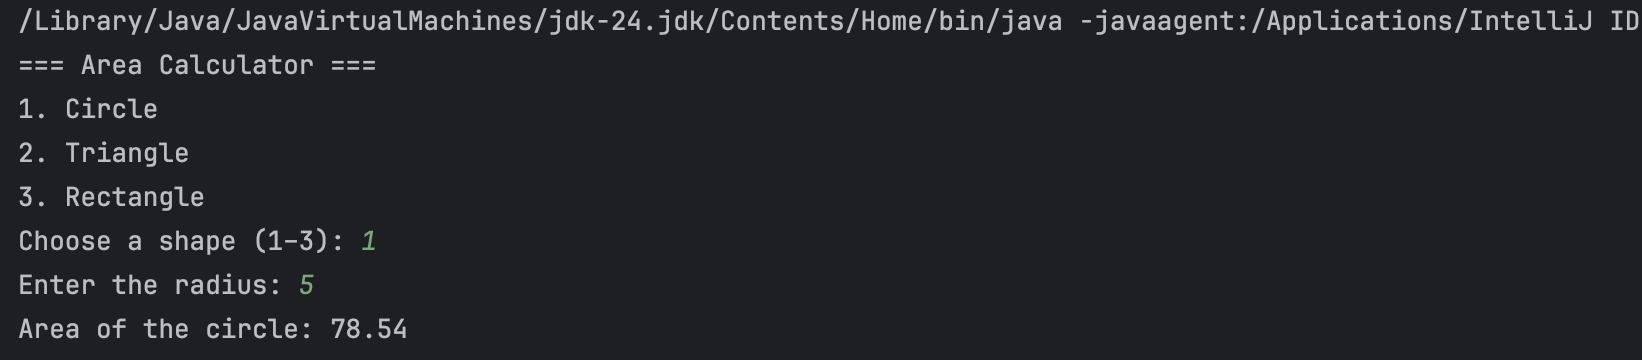 /Library/Java/JavaVirtualMachines/jdk-24.jdk/Contents/Home/bin/java -javaagent:/Applications/IntelliJ ID
=== Area Calculator ===
1. Circle
2. Triangle
3. Rectangle
Choose a shape (1–3): 1
Enter the radius: 5
Area of the circle: 78.54